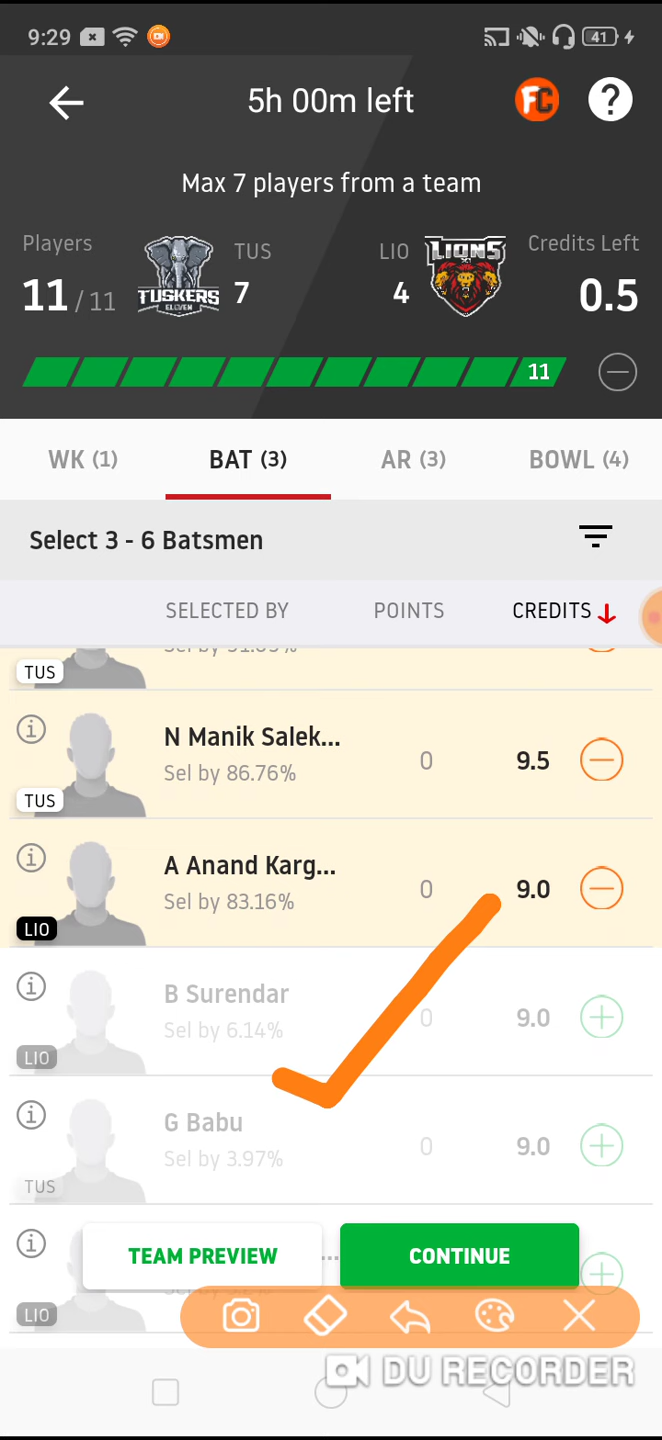 9:29
41
5h 00m left
FC
?
Max 7 players from a team
Players
TUS
LIO
Credits Left
11 / 11
TUSKERS
ELEVEN
7
4
LIONS
0.5
11
WK (1)
BAT (3)
AR (3)
BOWL (4)
Select 3 - 6 Batsmen
SELECTED BY
POINTS
CREDITS
TUS
N Manik Salek...
Sel by 86.76%
0
9.5
TUS
A Anand Karg...
Sel by 83.16%
0
9.0
LIO
B Surendar
Sel by 6.14%
0
9.0
LIO
G Babu
Sel by 3.97%
0
9.0
TUS
TEAM PREVIEW
...
CONTINUE
LIO
DU RECORDER